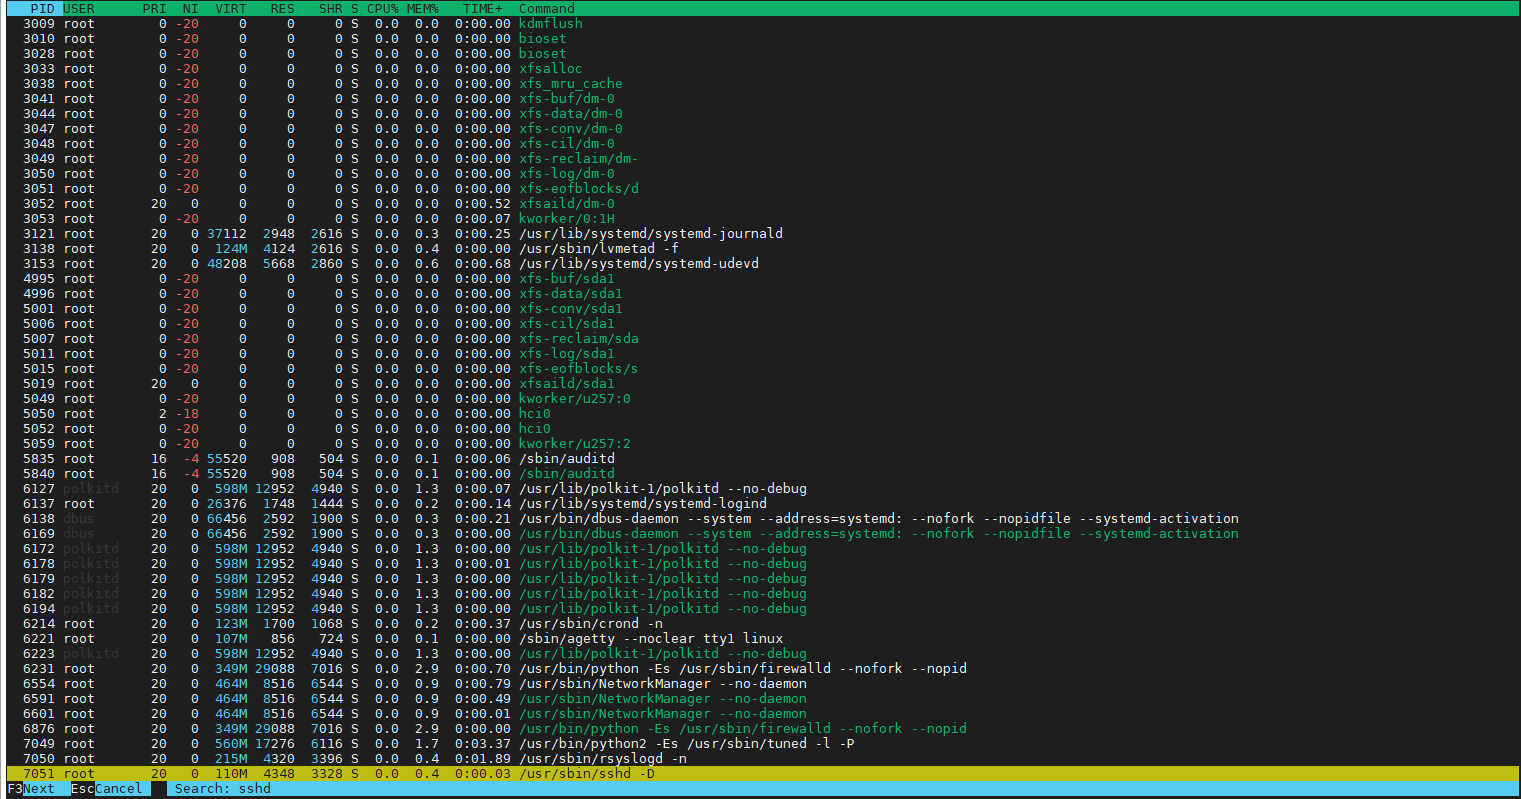 PID USER PRI NI VIRT RES SHR S CPU% MEM% TIME+ Command
3009 root 0 -20 0 0 0 S 0.0 0.0 0:00.00 kdmflush
3010 root 0 -20 0 0 0 S 0.0 0.0 0:00.00 bioset
3028 root 0 -20 0 0 0 S 0.0 0.0 0:00.00 bioset
3033 root 0 -20 0 0 0 S 0.0 0.0 0:00.00 xfsalloc
3038 root 0 -20 0 0 0 S 0.0 0.0 0:00.00 xfs_mru_cache
3041 root 0 -20 0 0 0 S 0.0 0.0 0:00.00 xfs-buf/dm-0
3044 root 0 -20 0 0 0 S 0.0 0.0 0:00.00 xfs-data/dm-0
3047 root 0 -20 0 0 0 S 0.0 0.0 0:00.00 xfs-conv/dm-0
3048 root 0 -20 0 0 0 S 0.0 0.0 0:00.00 xfs-cil/dm-0
3049 root 0 -20 0 0 0 S 0.0 0.0 0:00.00 xfs-reclaim/dm-
3050 root 0 -20 0 0 0 S 0.0 0.0 0:00.00 xfs-log/dm-0
3051 root 0 -20 0 0 0 S 0.0 0.0 0:00.00 xfs-eofblocks/d
3052 root 20 0 0 0 0 S 0.0 0.0 0:00.52 xfsaild/dm-0
3053 root 0 -20 0 0 0 S 0.0 0.0 0:00.07 kworker/0:1H
3121 root 20 0 37112 2948 2616 S 0.0 0.3 0:00.25 /usr/lib/systemd/systemd-journald
3138 root 20 0 124M 4124 2616 S 0.0 0.4 0:00.00 /usr/sbin/lvmetad -f
3153 root 20 0 48208 5668 2860 S 0.0 0.6 0:00.68 /usr/lib/systemd/systemd-udevd
4995 root 0 -20 0 0 0 S 0.0 0.0 0:00.00 xfs-buf/sda1
4996 root 0 -20 0 0 0 S 0.0 0.0 0:00.00 xfs-data/sda1
5001 root 0 -20 0 0 0 S 0.0 0.0 0:00.00 xfs-conv/sda1
5006 root 0 -20 0 0 0 S 0.0 0.0 0:00.00 xfs-cil/sda1
5007 root 0 -20 0 0 0 S 0.0 0.0 0:00.00 xfs-reclaim/sda
5011 root 0 -20 0 0 0 S 0.0 0.0 0:00.00 xfs-log/sda1
5015 root 0 -20 0 0 0 S 0.0 0.0 0:00.00 xfs-eofblocks/s
5019 root 20 0 0 0 0 S 0.0 0.0 0:00.00 xfsaild/sda1
5049 root 0 -20 0 0 0 S 0.0 0.0 0:00.00 kworker/u257:0
5050 root 2 -18 0 0 0 S 0.0 0.0 0:00.00 hci0
5052 root 0 -20 0 0 0 S 0.0 0.0 0:00.00 hci0
5059 root 0 -20 0 0 0 S 0.0 0.0 0:00.00 kworker/u257:2
5835 root 16 -4 55520 908 504 S 0.0 0.1 0:00.06 /sbin/auditd
5840 root 16 -4 55520 908 504 S 0.0 0.1 0:00.00 /sbin/auditd
6127 polkitd 20 0 598M 12952 4940 S 0.0 1.3 0:00.07 /usr/lib/polkit-1/polkitd --no-debug
6137 root 20 0 26376 1748 1444 S 0.0 0.2 0:00.14 /usr/lib/systemd/systemd-logind
6138 dbus 20 0 66456 2592 1900 S 0.0 0.3 0:00.21 /usr/bin/dbus-daemon --system --address=systemd: --nofork --nopidfile --systemd-activation
6169 dbus 20 0 66456 2592 1900 S 0.0 0.3 0:00.00 /usr/bin/dbus-daemon --system --address=systemd: --nofork --nopidfile --systemd-activation
6172 polkitd 20 0 598M 12952 4940 S 0.0 1.3 0:00.00 /usr/lib/polkit-1/polkitd --no-debug
6178 polkitd 20 0 598M 12952 4940 S 0.0 1.3 0:00.01 /usr/lib/polkit-1/polkitd --no-debug
6179 polkitd 20 0 598M 12952 4940 S 0.0 1.3 0:00.00 /usr/lib/polkit-1/polkitd --no-debug
6182 polkitd 20 0 598M 12952 4940 S 0.0 1.3 0:00.00 /usr/lib/polkit-1/polkitd --no-debug
6194 polkitd 20 0 598M 12952 4940 S 0.0 1.3 0:00.00 /usr/lib/polkit-1/polkitd --no-debug
6214 root 20 0 123M 1700 1068 S 0.0 0.2 0:00.37 /usr/sbin/crond -n
6221 root 20 0 107M 856 724 S 0.0 0.1 0:00.00 /sbin/agetty --noclear tty1 linux
6223 polkitd 20 0 598M 12952 4940 S 0.0 1.3 0:00.00 /usr/lib/polkit-1/polkitd --no-debug
6231 root 20 0 349M 29088 7016 S 0.0 2.9 0:00.70 /usr/bin/python -Es /usr/sbin/firewalld --nofork --nopid
6554 root 20 0 464M 8516 6544 S 0.0 0.9 0:00.79 /usr/sbin/NetworkManager --no-daemon
6591 root 20 0 464M 8516 6544 S 0.0 0.9 0:00.49 /usr/sbin/NetworkManager --no-daemon
6601 root 20 0 464M 8516 6544 S 0.0 0.9 0:00.01 /usr/sbin/NetworkManager --no-daemon
6876 root 20 0 349M 29088 7016 S 0.0 2.9 0:00.00 /usr/bin/python -Es /usr/sbin/firewalld --nofork --nopid
7049 root 20 0 560M 17276 6116 S 0.0 1.7 0:03.37 /usr/bin/python2 -Es /usr/sbin/tuned -l -P
7050 root 20 0 215M 4320 3396 S 0.0 0.4 0:01.89 /usr/sbin/rsyslogd -n
7051 root 20 0 110M 4348 3328 S 0.0 0.4 0:00.03 /usr/sbin/sshd -D
F3Next EscCancel Search: sshd